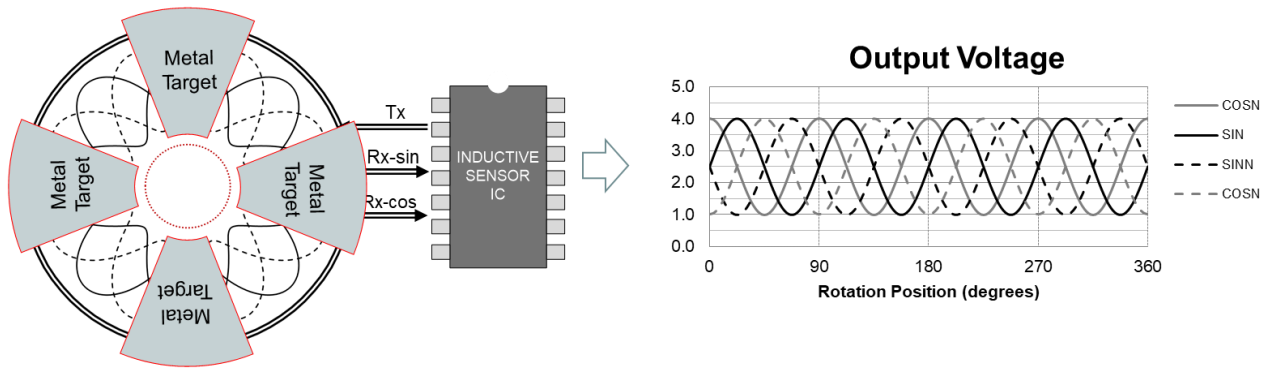 Metal
Target
Metal
Target
Metal
Target
Metal
Target
Tx
Rx-sin
Rx-cos
INDUCTIVE
SENSOR
IC
Output Voltage
5.0
4.0
3.0
2.0
1.0
0.0
0 90 180 270 360
Rotation Position (degrees)
COSN
SIN
SINN
COSN